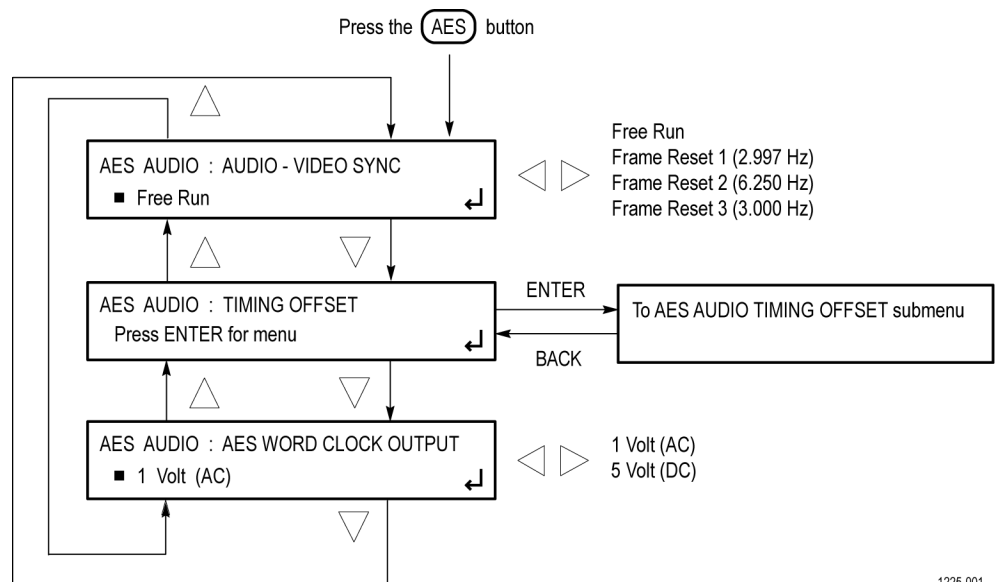 Press the AES button
AES AUDIO : AUDIO - VIDEO SYNC
■ Free Run
Free Run
Frame Reset 1 (2.997 Hz)
Frame Reset 2 (6.250 Hz)
Frame Reset 3 (3.000 Hz)
AES AUDIO : TIMING OFFSET
Press ENTER for menu
ENTER
BACK
To AES AUDIO TIMING OFFSET submenu
AES AUDIO : AES WORD CLOCK OUTPUT
■ 1 Volt (AC)
1 Volt (AC)
5 Volt (DC)
1225-001